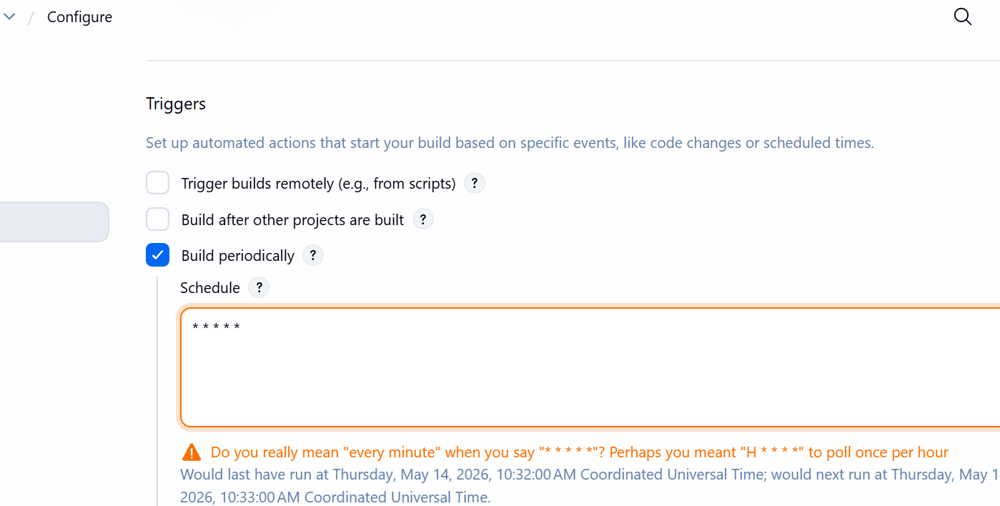 / Configure
Triggers
Set up automated actions that start your build based on specific events, like code changes or scheduled times.
Trigger builds remotely (e.g., from scripts) ?
Build after other projects are built ?
Build periodically ?
Schedule ?
* * * * *
Do you really mean "every minute" when you say "* * * * *"? Perhaps you meant "H * * * *" to poll once per hour
Would last have run at Thursday, May 14, 2026, 10:32:00 AM Coordinated Universal Time; would next run at Thursday, May
2026, 10:33:00 AM Coordinated Universal Time.